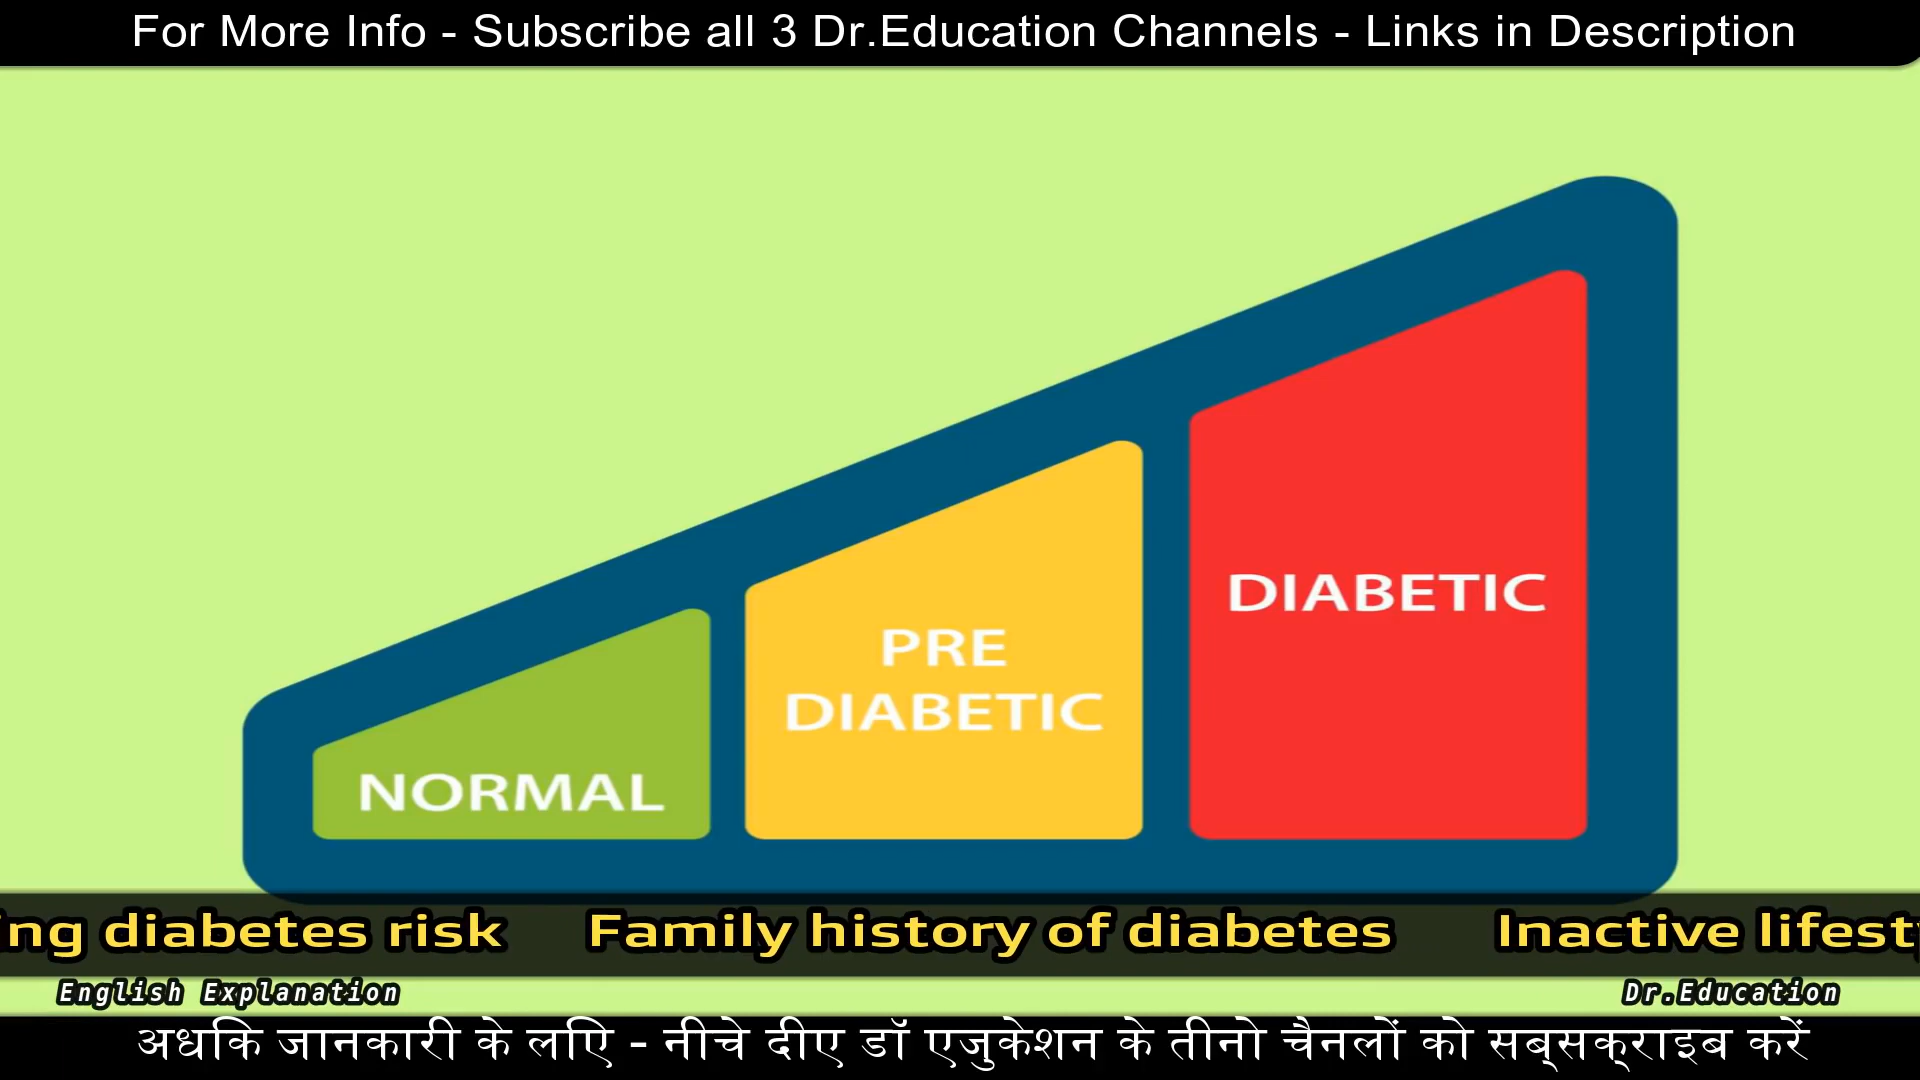 For More Info - Subscribe all 3 Dr.Education Channels - Links in Description
DIABETIC
PRE
DIABETIC
NORMAL
ing diabetes risk Family history of diabetes Inactive
English Explanation
Dr.Education
अधकि जानकारी के लएि - नीचे दीए डॉ एजुकेशन के तीनो चैनलों को सब्सक्राइब करें